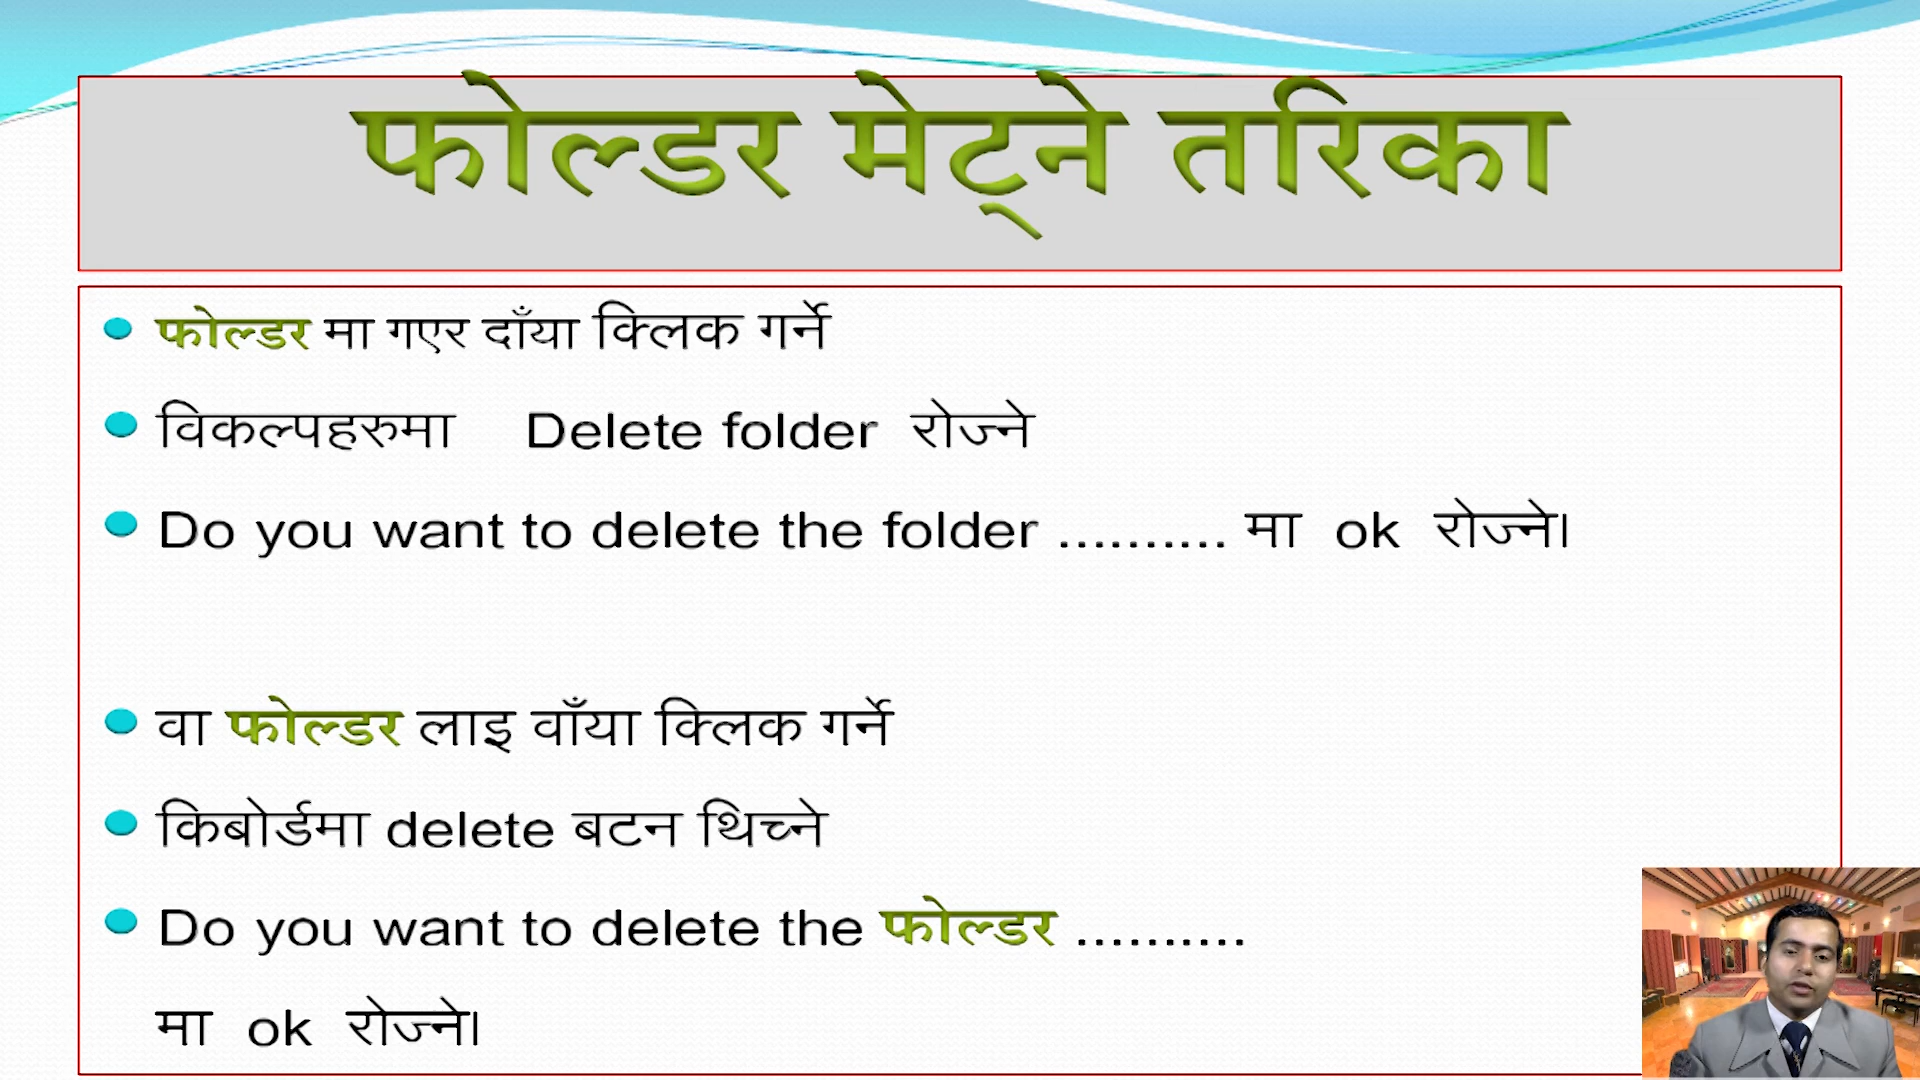 फोल्डर मेट्ने तरिका
फोल्डर मा गएर दाँया क्लिक गर्ने
विकल्पहरुमा Delete folder रोज्ने
Do you want to delete the folder .......... मा ok रोज्ने।
वा फोल्डर लाइ वाँया क्लिक गर्ने
किबोर्डमा delete बटन थिच्ने
Do you want to delete the फोल्डर ..........
मा ok रोज्ने।